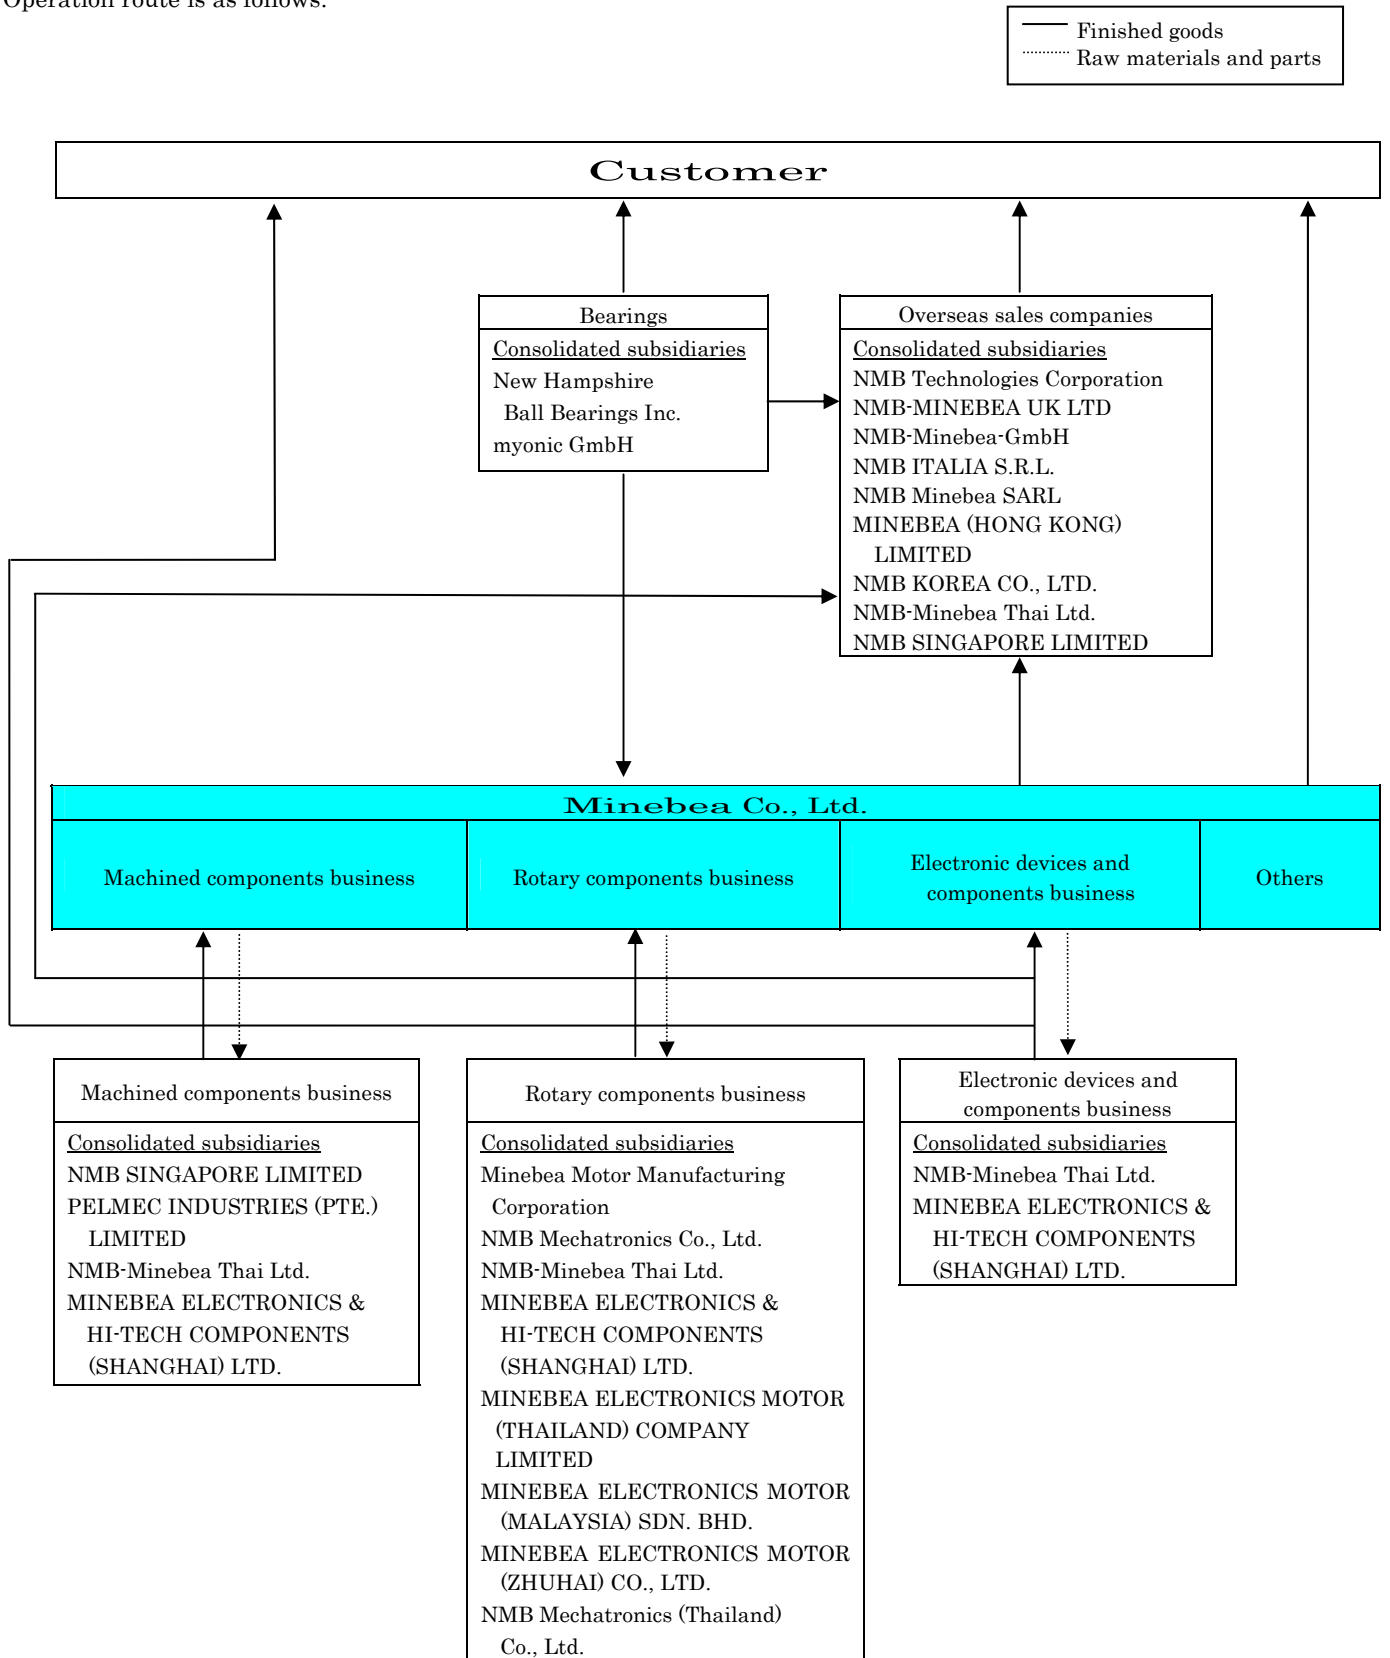 Operation route is as follows.
Finished goods
Raw materials and parts
Customer
Bearings
Consolidated subsidiaries
New Hampshire
Ball Bearings Inc.
myonic GmbH
Overseas sales companies
Consolidated subsidiaries
NMB Technologies Corporation
NMB-MINEBEA UK LTD
NMB-Minebea-GmbH
NMB ITALIA S.R.L.
NMB Minebea SARL
MINEBEA (HONG KONG)
LIMITED
NMB KOREA CO., LTD.
NMB-Minebea Thai Ltd.
NMB SINGAPORE LIMITED
Minebea Co., Ltd.
Machined components business
Rotary components business
Electronic devices and
components business
Others
Machined components business
Consolidated subsidiaries
NMB SINGAPORE LIMITED
PELMEC INDUSTRIES (PTE.)
LIMITED
NMB-Minebea Thai Ltd.
MINEBEA ELECTRONICS &
HI-TECH COMPONENTS
(SHANGHAI) LTD.
Rotary components business
Consolidated subsidiaries
Minebea Motor Manufacturing
Corporation
NMB Mechatronics Co., Ltd.
NMB-Minebea Thai Ltd.
MINEBEA ELECTRONICS &
HI-TECH COMPONENTS
(SHANGHAI) LTD.
MINEBEA ELECTRONICS MOTOR
(THAILAND) COMPANY
LIMITED
MINEBEA ELECTRONICS MOTOR
(MALAYSIA) SDN. BHD.
MINEBEA ELECTRONICS MOTOR
(ZHUHAI) CO., LTD.
NMB Mechatronics (Thailand)
Co., Ltd.
Electronic devices and
components business
Consolidated subsidiaries
NMB-Minebea Thai Ltd.
MINEBEA ELECTRONICS &
HI-TECH COMPONENTS
(SHANGHAI) LTD.